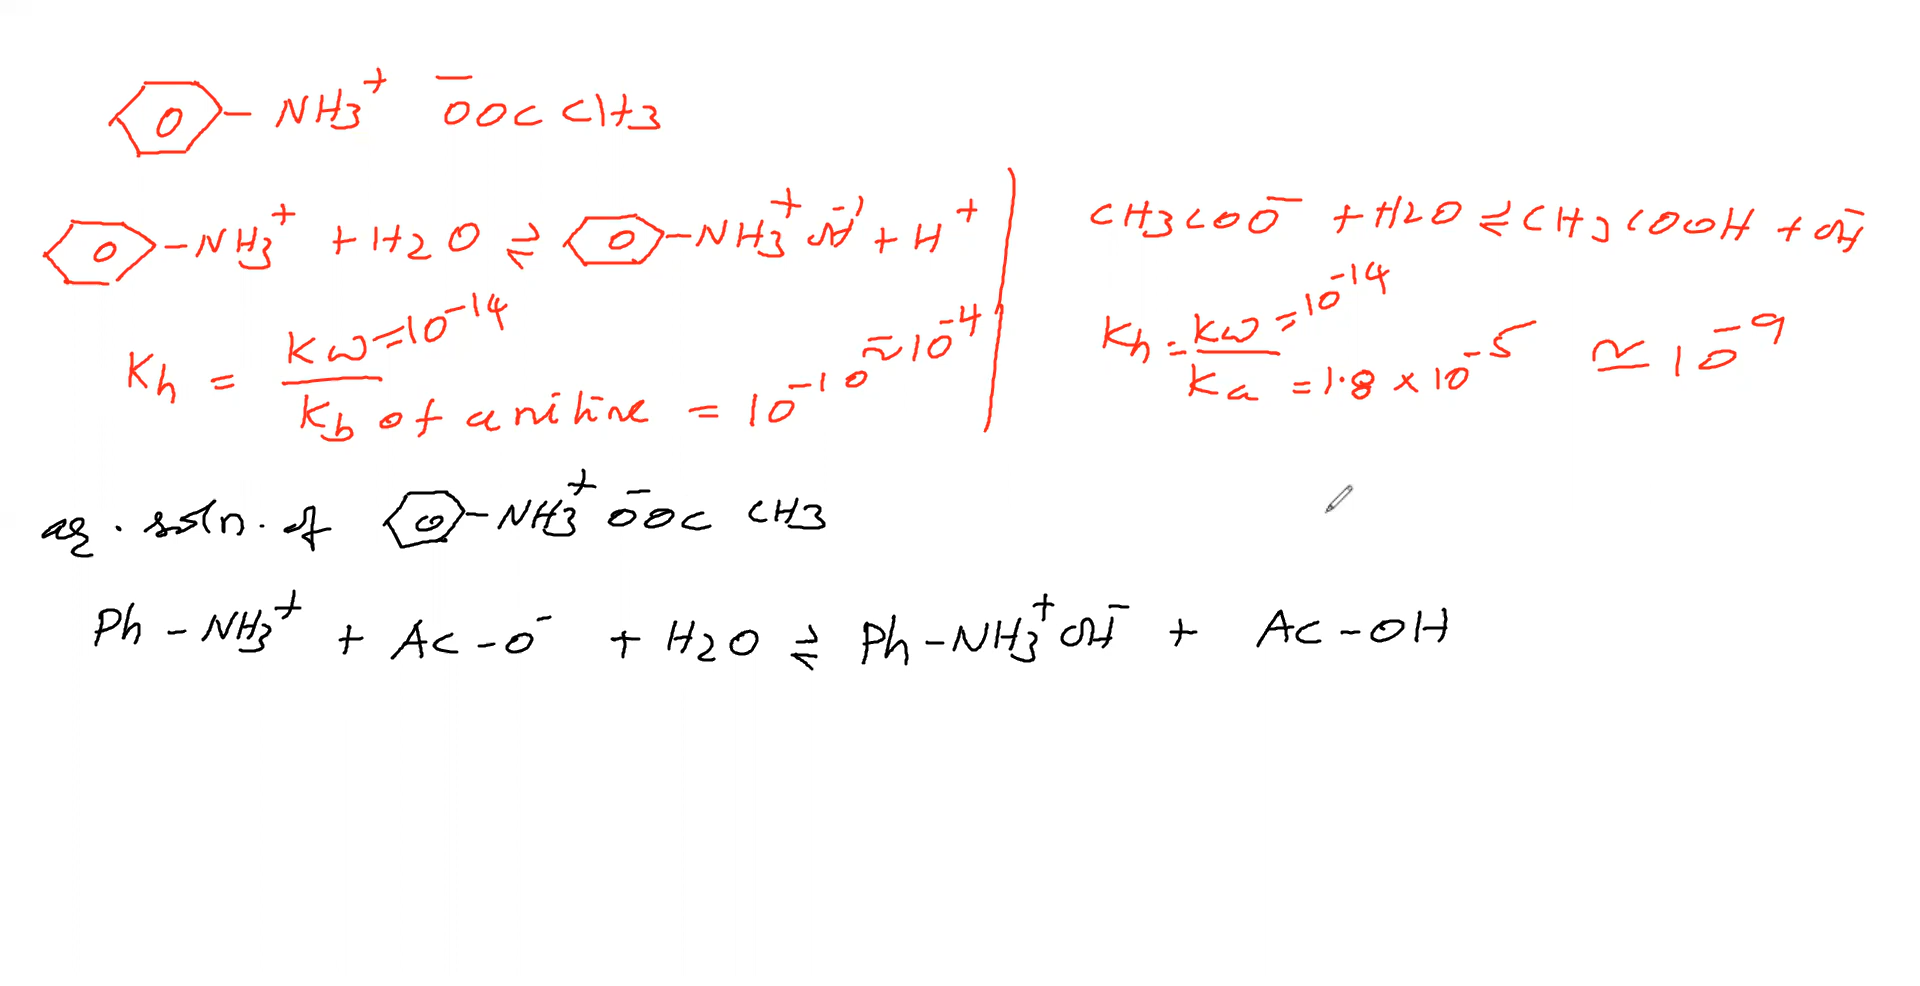 ⌬-NH3⁺ ⁻OOC CH3
⌬-NH3⁺ + H2O ⇌ ⌬-NH3⁺ OH⁻ + H⁺
Kh = Kw = 10⁻¹⁴ / Kb of aniline = 10⁻¹⁰ ≈ 10⁻⁴
CH3COO⁻ + H2O ⇌ CH3COOH + OH⁻
Kh = Kw = 10⁻¹⁴ / Ka = 1.8 × 10⁻⁵ ≃ 10⁻⁹
aq. soln. of ⌬-NH3⁺ ⁻OOC CH3
Ph-NH3⁺ + AC-O⁻ + H2O ⇌ Ph-NH3⁺OH⁻ + AC-OH